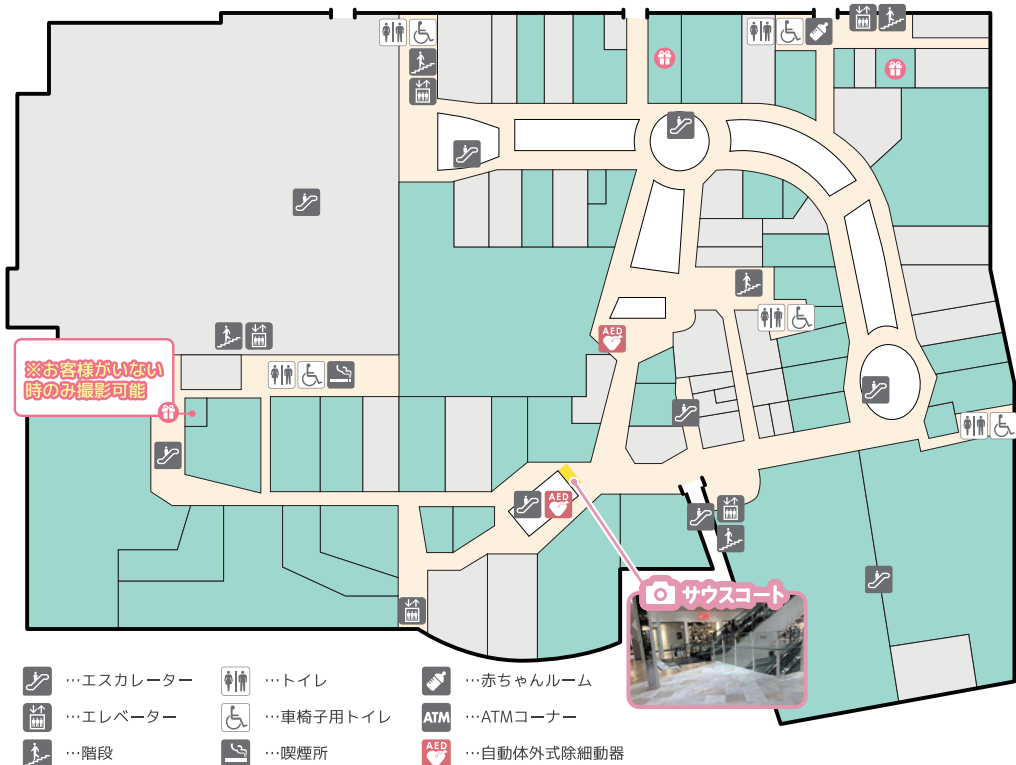 AED
※お客様がいない
時のみ撮影可能
AED
サウスコート
…エスカレーター
…トイレ
…赤ちゃんルーム
…エレベーター
…車椅子用トイレ
ATM
…ATMコーナー
…階段
…喫煙所
AED
…自動体外式除細動器